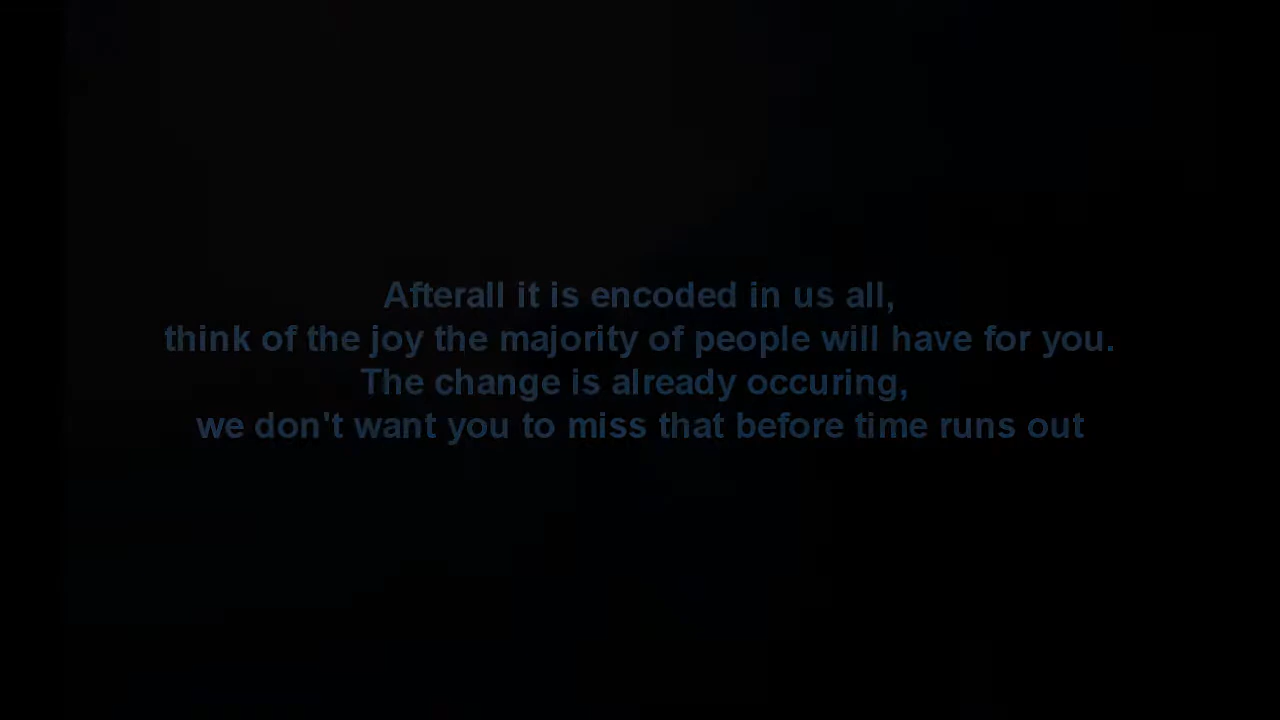 Afterall it is encoded in us all,
think of the joy the majority of people will have for you.
The change is already occuring,
we don't want you to miss that before time runs out